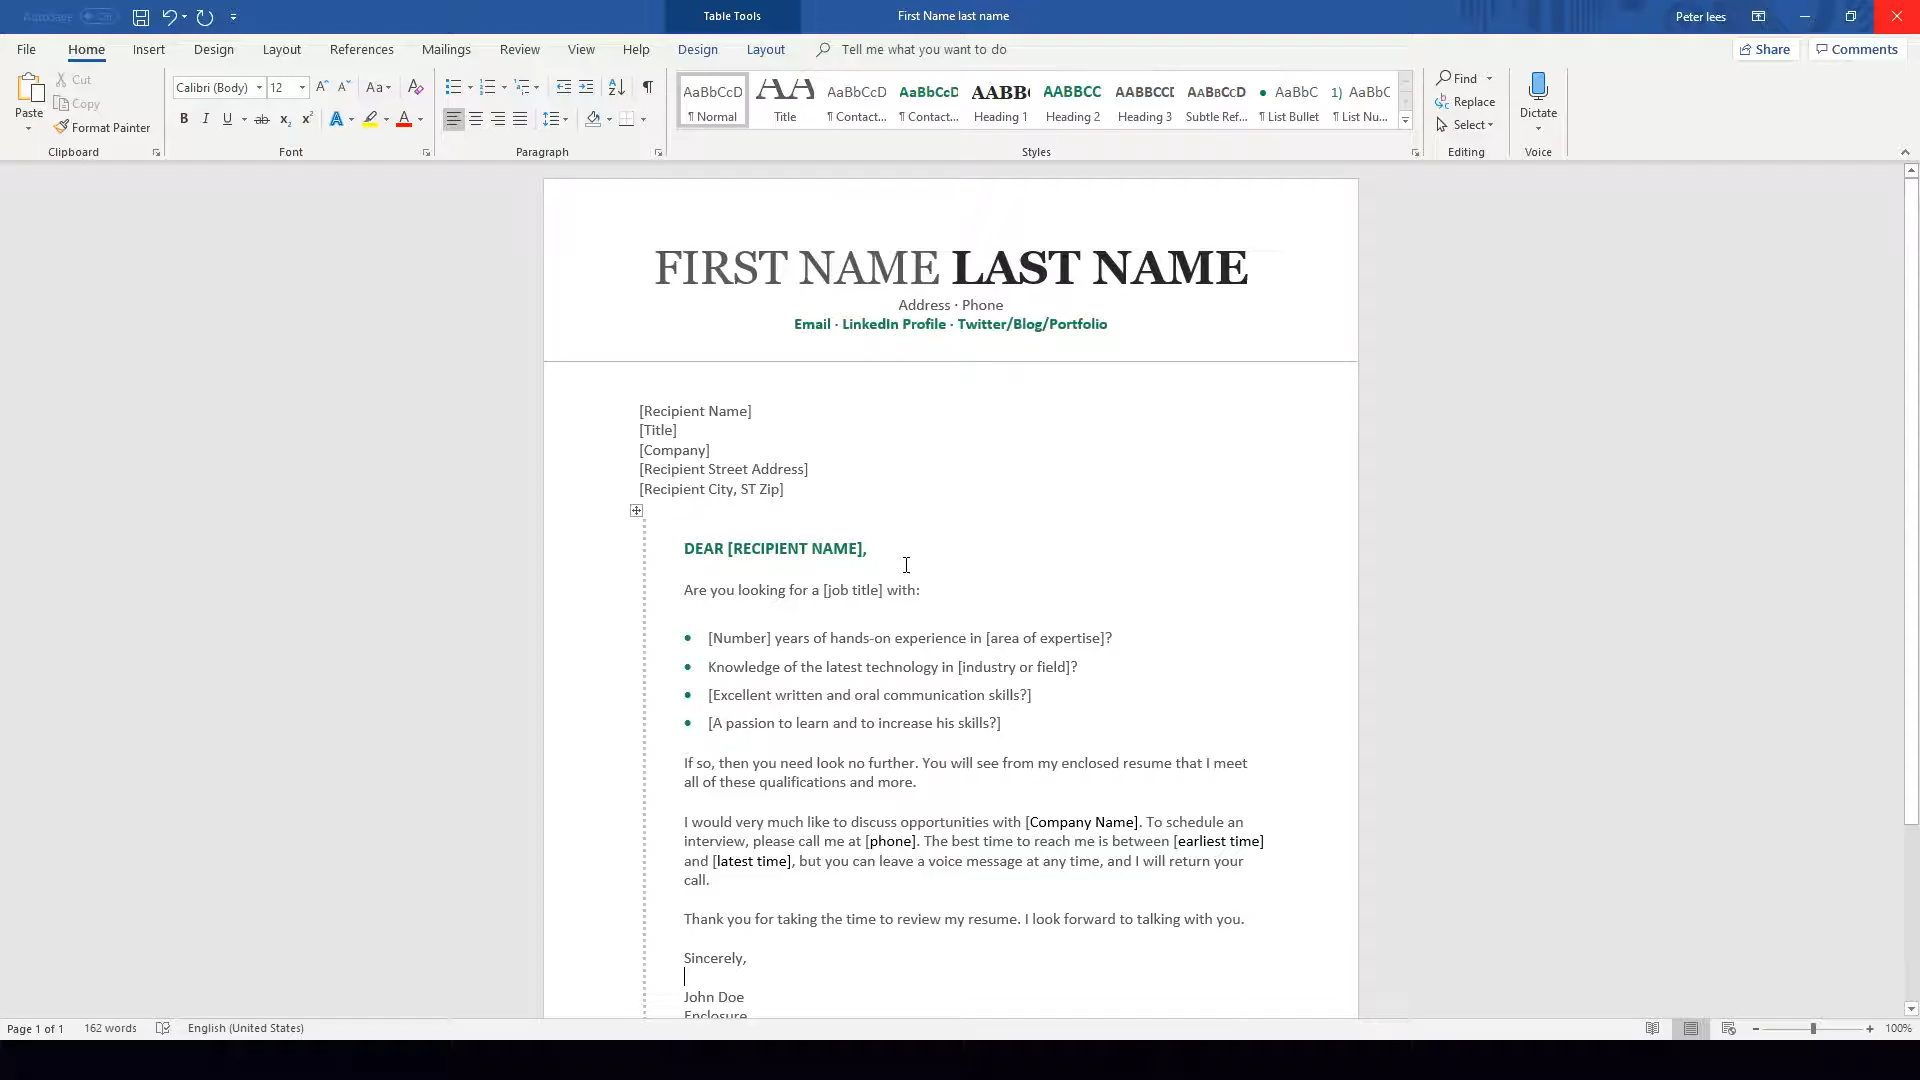 AutoSave On
Table Tools
First Name last name
Peter lees
File Home Insert Design Layout References Mailings Review View Help Design Layout Tell me what you want to do Share Comments
Paste
Cut
Copy
Format Painter
Clipboard
Calibri (Body) 12
Font
Paragraph
AaBbCcD AA AaBbCcD AaBbCcD AABB AABBCC AABBCCI AABBCCD AaBbC 1) AaBbC
¶ Normal Title ¶ Contact... ¶ Contact... Heading 1 Heading 2 Heading 3 Subtle Ref... ¶ List Bullet ¶ List Nu...
Styles
Find
Replace
Select
Editing
Dictate
Voice
FIRST NAME LAST NAME
Address · Phone
Email · LinkedIn Profile · Twitter/Blog/Portfolio
[Recipient Name]
[Title]
[Company]
[Recipient Street Address]
[Recipient City, ST Zip]
DEAR [RECIPIENT NAME],
Are you looking for a [job title] with:
• [Number] years of hands-on experience in [area of expertise]?
• Knowledge of the latest technology in [industry or field]?
• [Excellent written and oral communication skills?]
• [A passion to learn and to increase his skills?]
If so, then you need look no further. You will see from my enclosed resume that I meet
all of these qualifications and more.
I would very much like to discuss opportunities with [Company Name]. To schedule an
interview, please call me at [phone]. The best time to reach me is between [earliest time]
and [latest time], but you can leave a voice message at any time, and I will return your
call.
Thank you for taking the time to review my resume. I look forward to talking with you.
Sincerely,
John Doe
Enclosure
Page 1 of 1 162 words English (United States) 100%